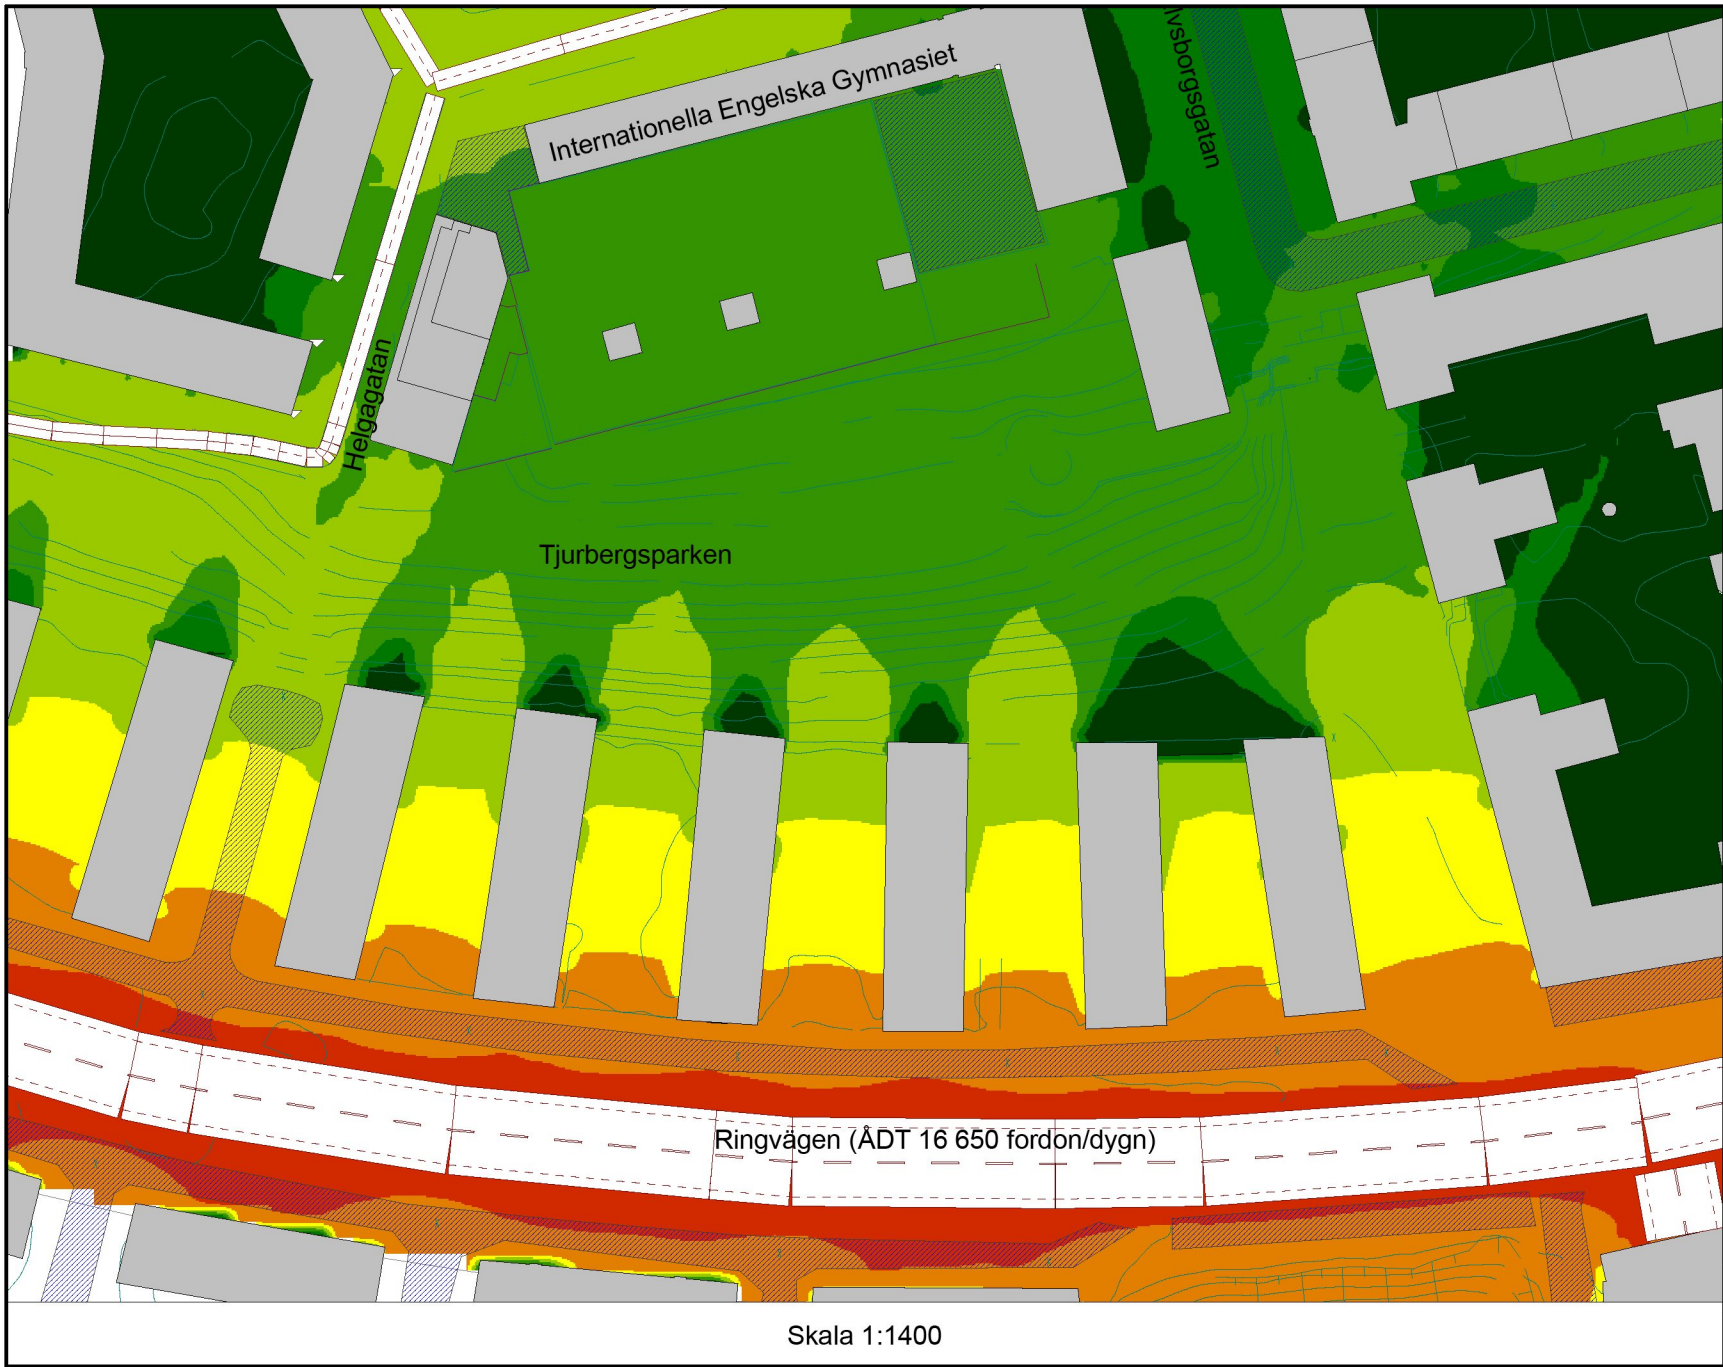 Internationella Engelska Gymnasiet
lvsborgsgatan
Helgagatan
Tjurbergsparken
Ringvägen (ÅDT 16 650 fordon/dygn)
Skala 1:1400